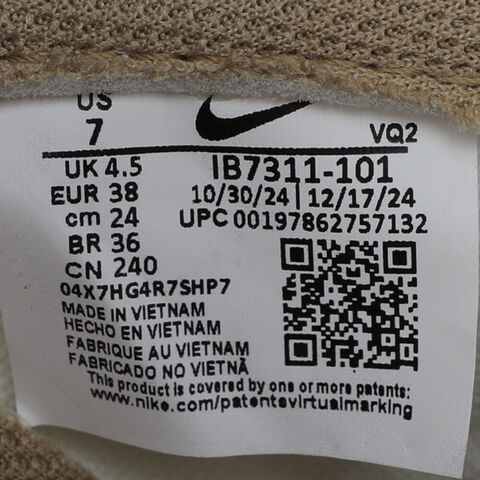 US
7
VQ2
UK 4.5
IB7311-101
EUR 38
10/30/24 12/17/24
cm 24
UPC 00197862757132
BR 36
CN 240
04X7HG4R7SHP7
MADE IN VIETNAM
HECHO EN VIETNAM
FABRIQUE AU VIETNAM
FABRICADO NO VIETNÃ
This product is covered by one or more patents:
www.nike.com/patentsvirtualmarking